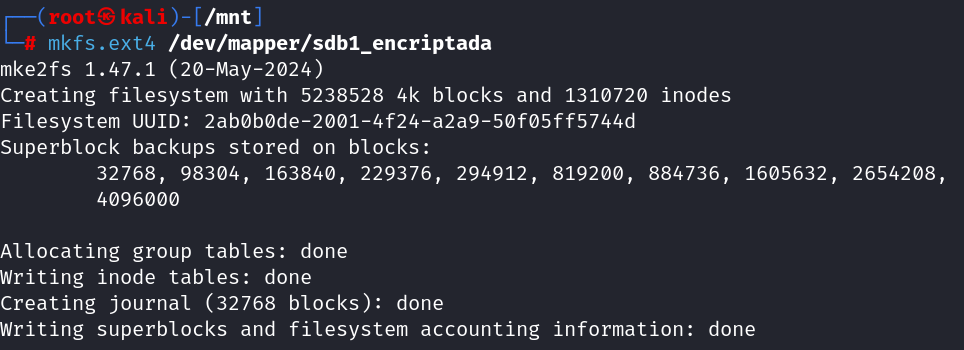 ┌──(root㉿kali)-[/mnt]
└─# mkfs.ext4 /dev/mapper/sdb1_encriptada
mke2fs 1.47.1 (20-May-2024)
Creating filesystem with 5238528 4k blocks and 1310720 inodes
Filesystem UUID: 2ab0b0de-2001-4f24-a2a9-50f05ff5744d
Superblock backups stored on blocks:
        32768, 98304, 163840, 229376, 294912, 819200, 884736, 1605632, 2654208,
        4096000

Allocating group tables: done
Writing inode tables: done
Creating journal (32768 blocks): done
Writing superblocks and filesystem accounting information: done